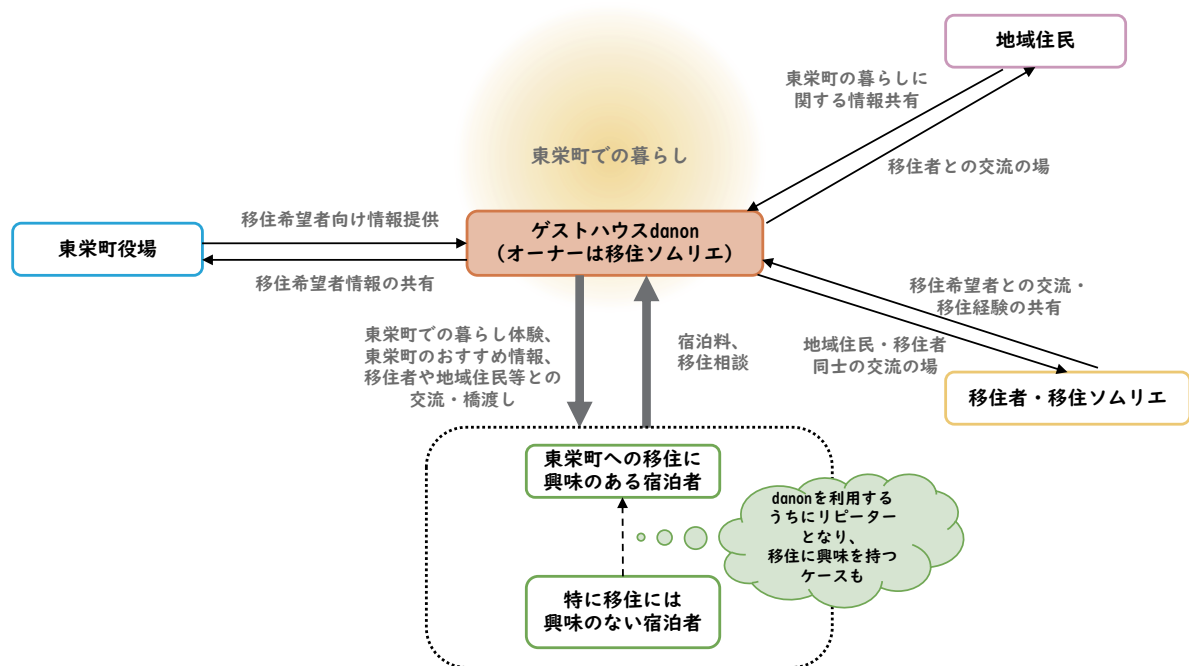 地域住民
東栄町の暮らしに
関する情報共有
東栄町での暮らし
移住者との交流の場
移住希望者向け情報提供
東栄町役場
ゲストハウスdanon
(オーナーは移住ソムリエ)
移住希望者情報の共有
移住希望者との交流・
移住経験の共有
東栄町での暮らし体験、
東栄町のおすすめ情報、
移住者や地域住民等との
交流・橋渡し
宿泊料、
移住相談
地域住民・移住者
同士の交流の場
移住者・移住ソムリエ
東栄町への移住に
興味のある宿泊者
danonを利用する
うちにリピーター
となり、
移住に興味を持つ
ケースも
特に移住には
興味のない宿泊者